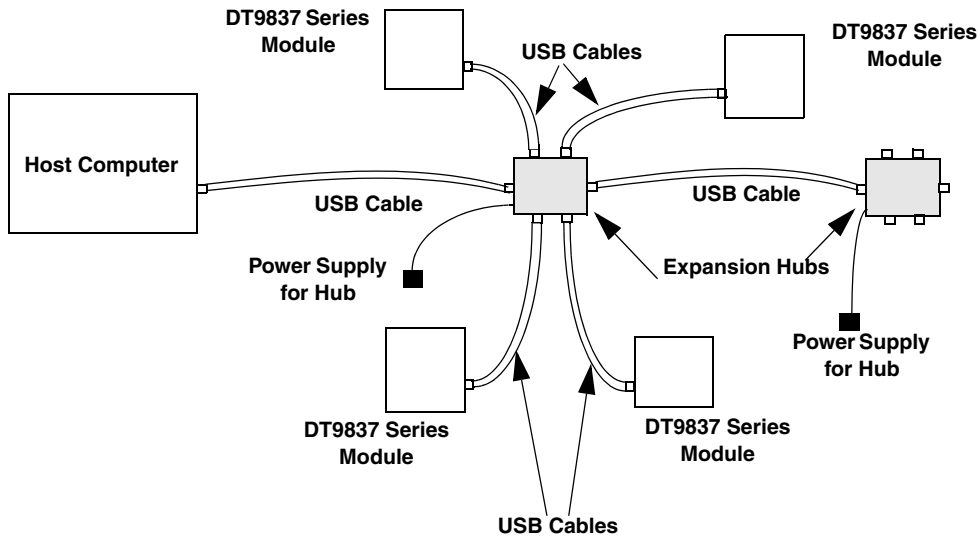 DT9837 Series
Module
USB Cables
DT9837 Series
Module
Host Computer
USB Cable
USB Cable
Power Supply
for Hub
Expansion Hubs
Power Supply
for Hub
DT9837 Series
Module
DT9837 Series
Module
USB Cables